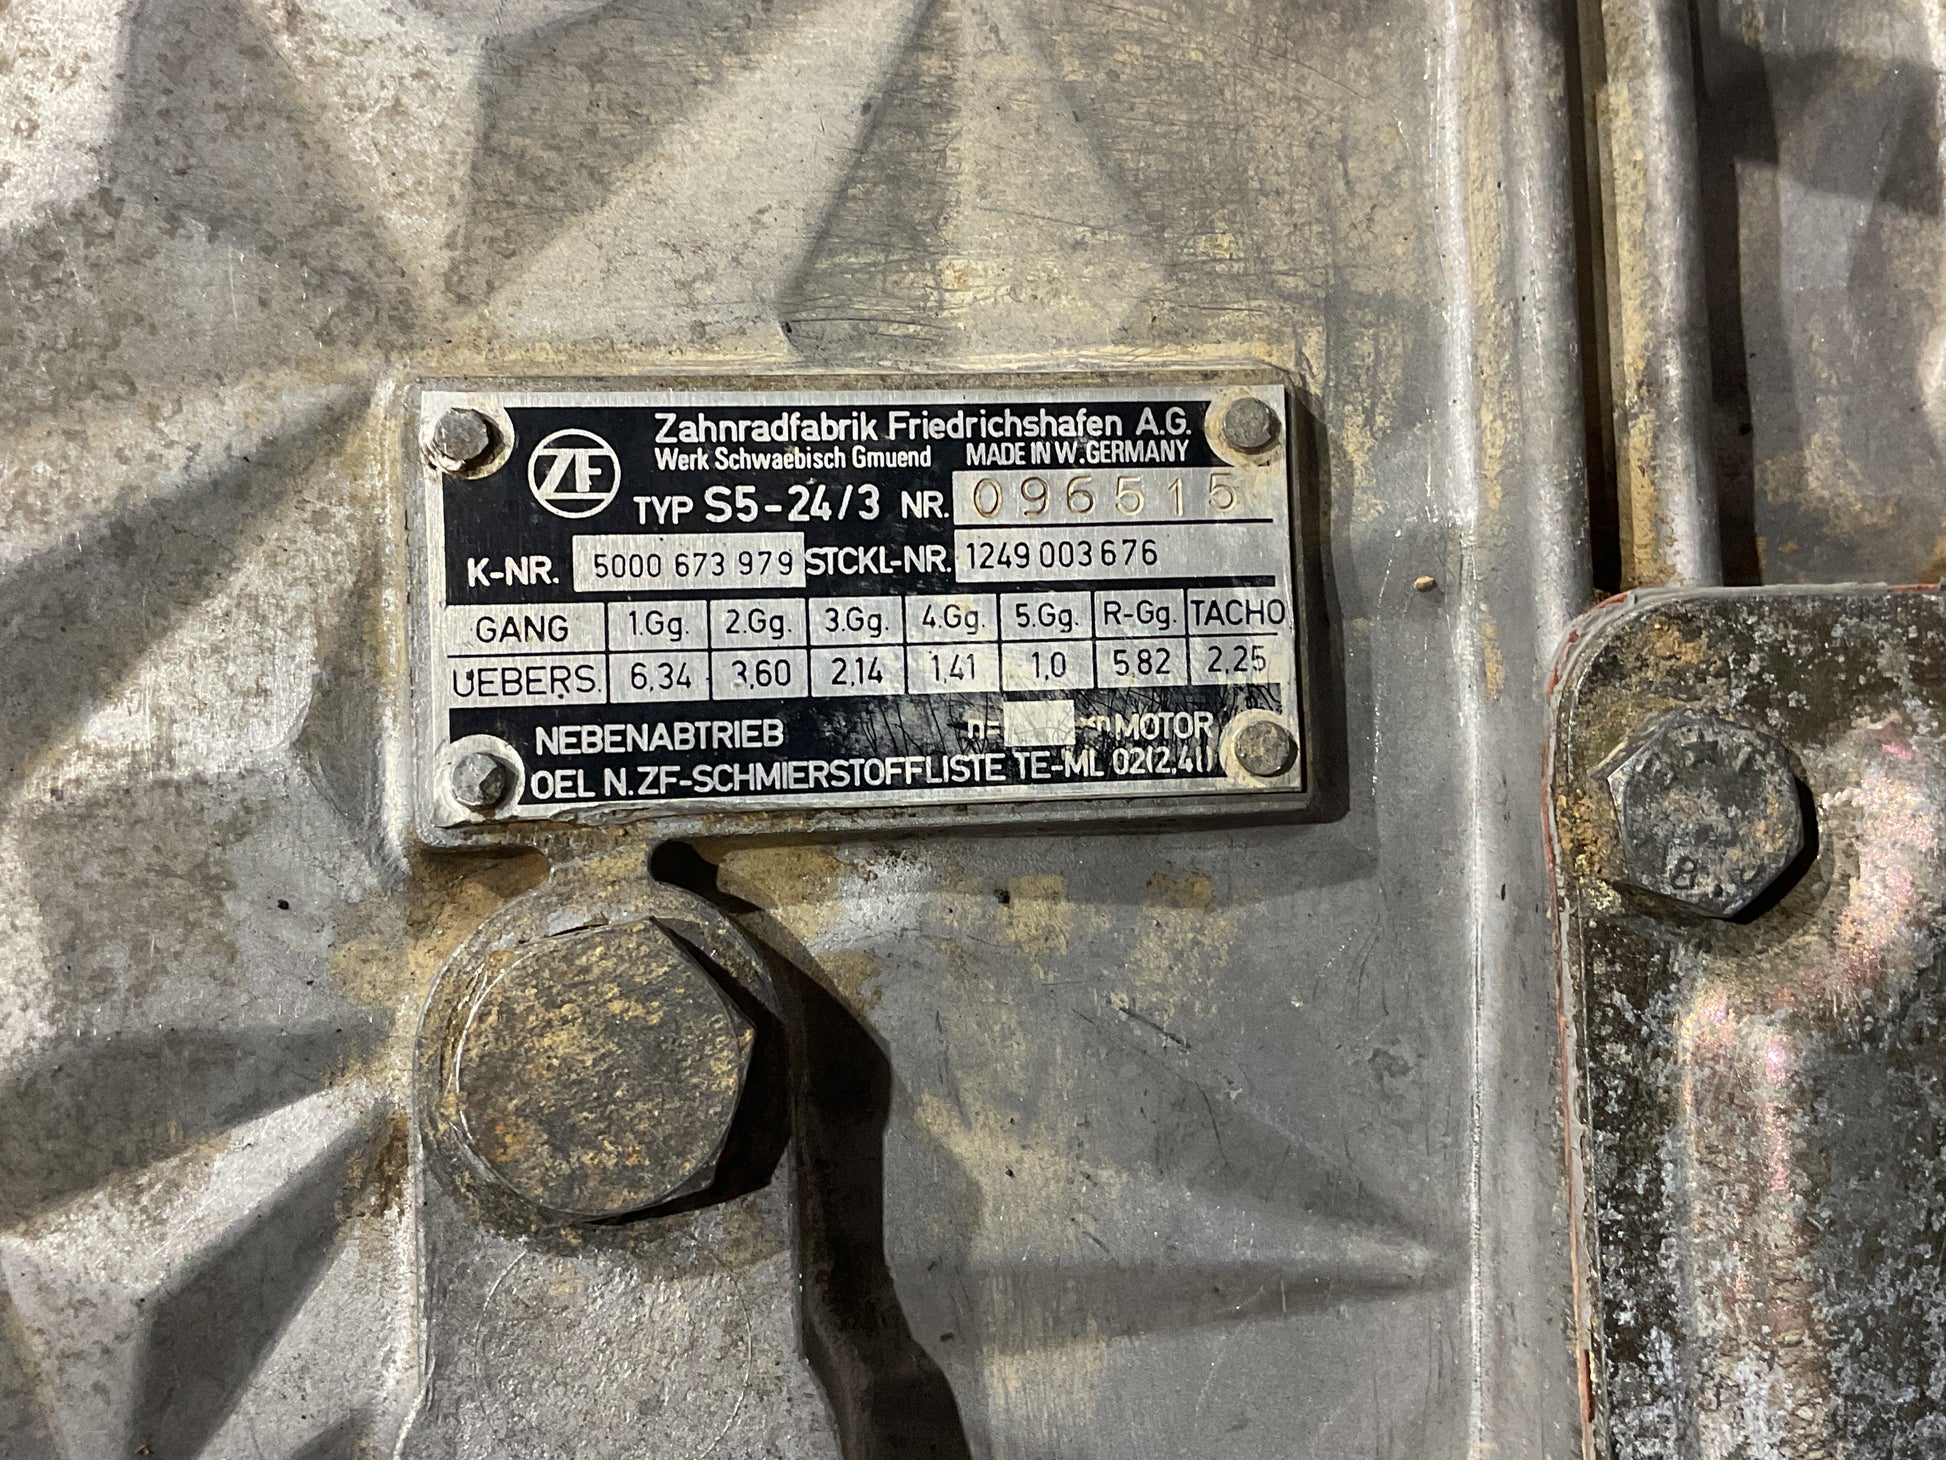 Zahnradfabrik Friedrichshafen A.G.
Werk Schwaebisch Gmuend MADE IN W.GERMANY
ZF
TYP S5-24/3 NR. 096515
K-NR. 5000 673 979 STCKL-NR. 1249 003 676
GANG 1.Gg. 2.Gg. 3.Gg. 4.Gg. 5.Gg. R-Gg. TACHO
UEBERS. 6,34 3,60 2,14 1,41 1,0 5,82 2,25
NEBENABTRIEB n= ×n MOTOR
OEL N.ZF-SCHMIERSTOFFLISTE TE-ML 02(2,4l)
8